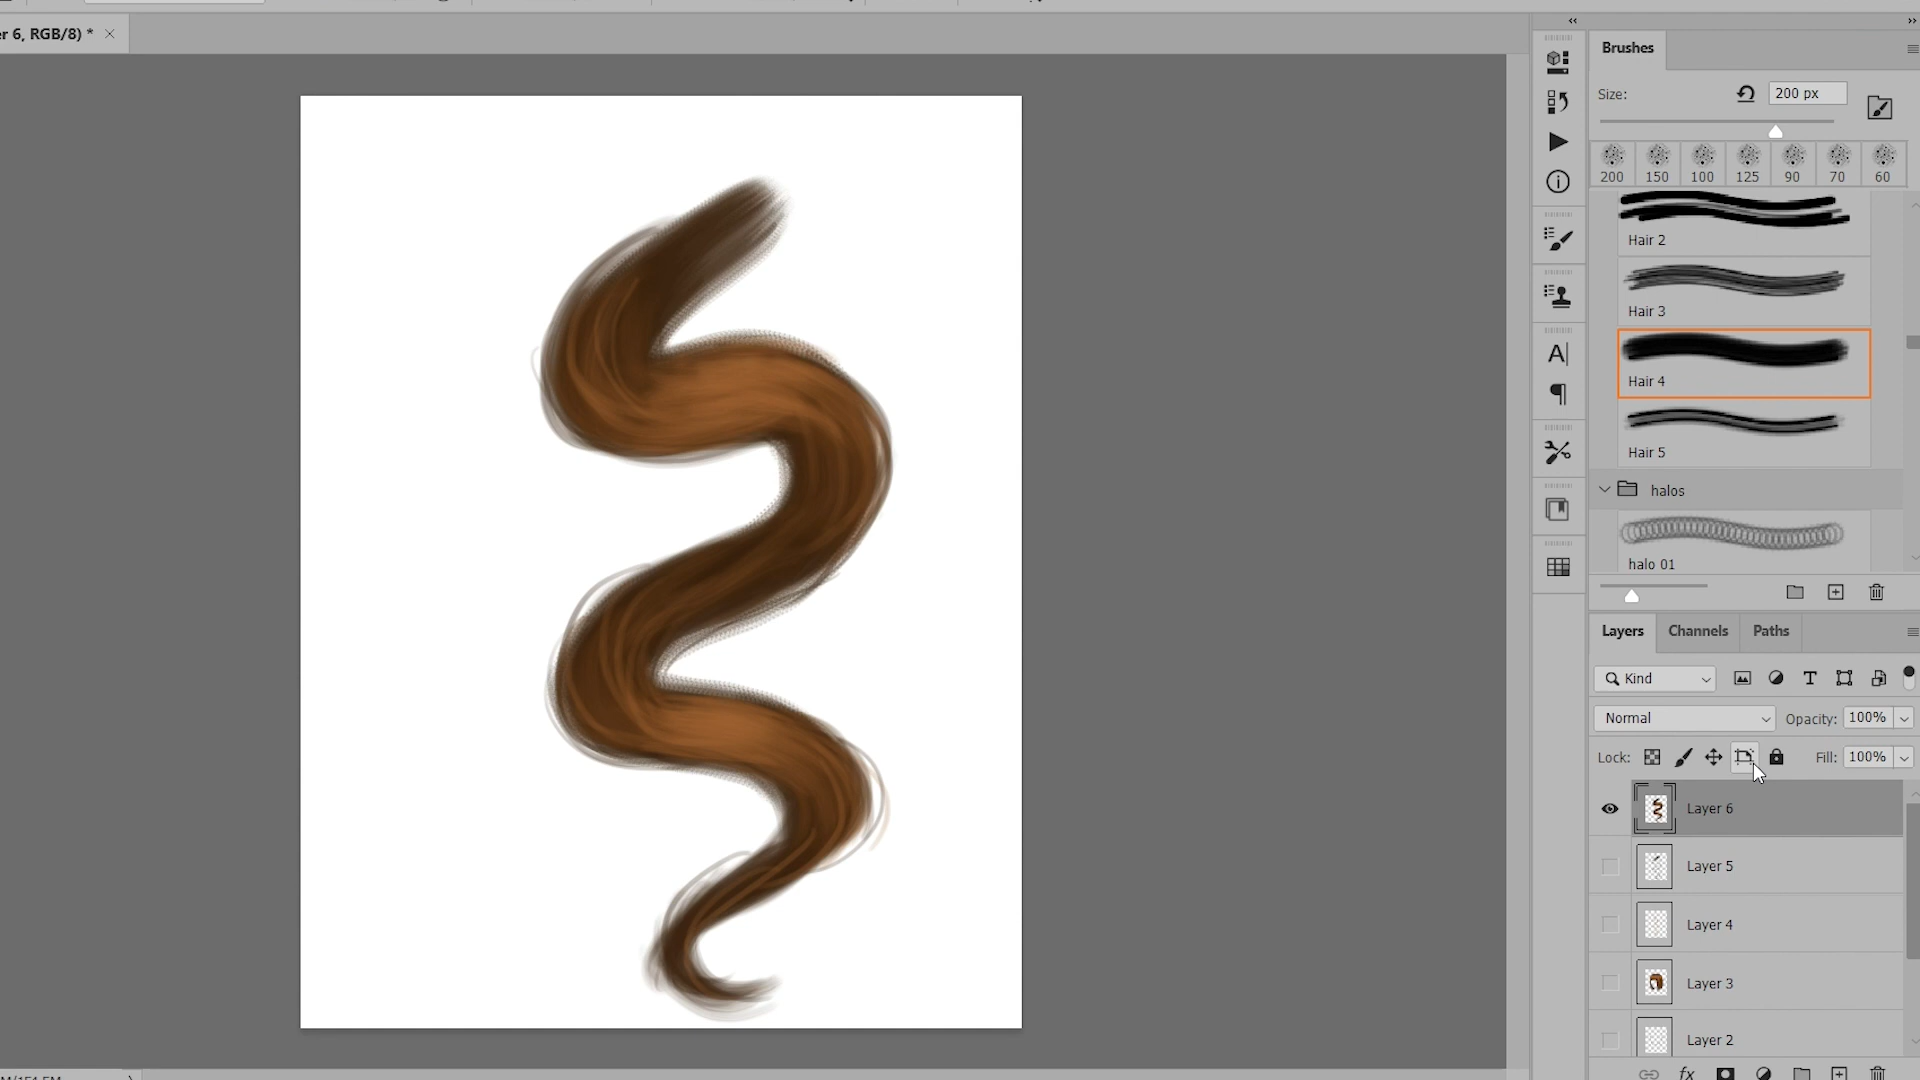 er 6, RGB/8) *
Brushes
Size: 200 px
200 150 100 125 90 70 60
Hair 2
Hair 3
Hair 4
Hair 5
halos
halo 01
Layers Channels Paths
Kind
Normal Opacity: 100%
Lock: Fill: 100%
Layer 6
Layer 5
Layer 4
Layer 3
Layer 2
fx